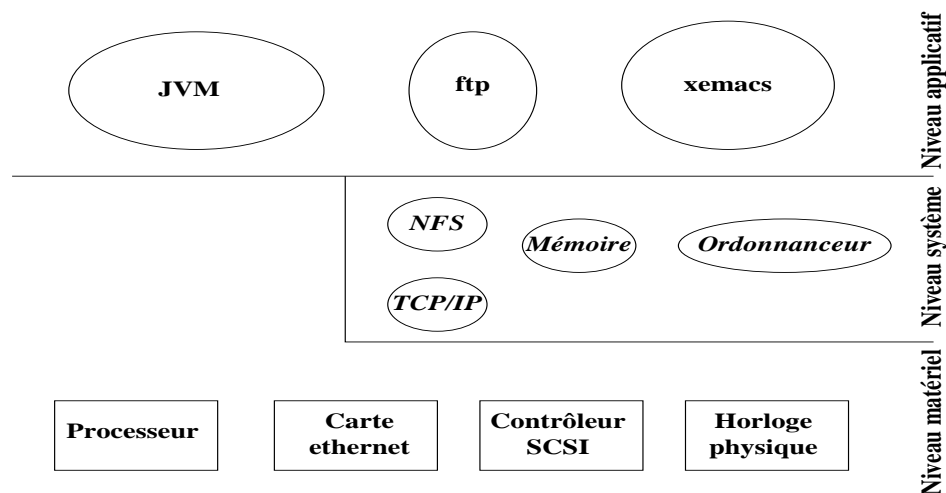 JVM
ftp
xemacs
Niveau applicatif
NFS
Mémoire
Ordonnanceur
TCP/IP
Niveau système
Processeur
Carte
ethernet
Contrôleur
SCSI
Horloge
physique
Niveau matériel